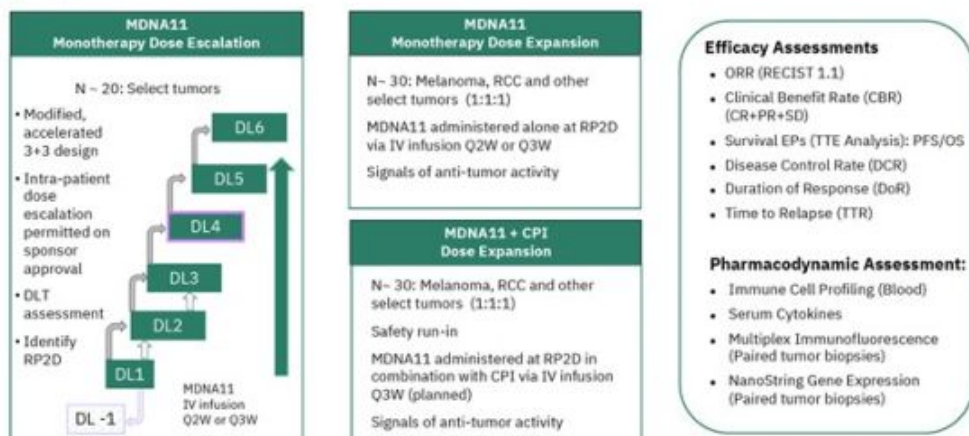 MDNA11
Monotherapy Dose Escalation
N ~ 20: Select tumors
• Modified,
accelerated
3+3 design
• Intra-patient
dose
escalation
permitted on
sponsor
approval
• DLT
assessment
• Identify
RP2D
DL6
DL5
DL4
DL3
DL2
DL1
DL -1
MDNA11
IV infusion
Q2W or Q3W
MDNA11
Monotherapy Dose Expansion
N~ 30: Melanoma, RCC and other
select tumors (1:1:1)
MDNA11 administered alone at RP2D
via IV infusion Q2W or Q3W
Signals of anti-tumor activity
MDNA11 + CPI
Dose Expansion
N~ 30: Melanoma, RCC and other
select tumors (1:1:1)
Safety run-in
MDNA11 administered at RP2D in
combination with CPI via IV infusion
Q3W (planned)
Signals of anti-tumor activity
Efficacy Assessments
• ORR (RECIST 1.1)
• Clinical Benefit Rate (CBR)
(CR+PR+SD)
• Survival EPs (TTE Analysis): PFS/OS
• Disease Control Rate (DCR)
• Duration of Response (DoR)
• Time to Relapse (TTR)
Pharmacodynamic Assessment:
• Immune Cell Profiling (Blood)
• Serum Cytokines
• Multiplex Immunofluorescence
(Paired tumor biopsies)
• NanoString Gene Expression
(Paired tumor biopsies)